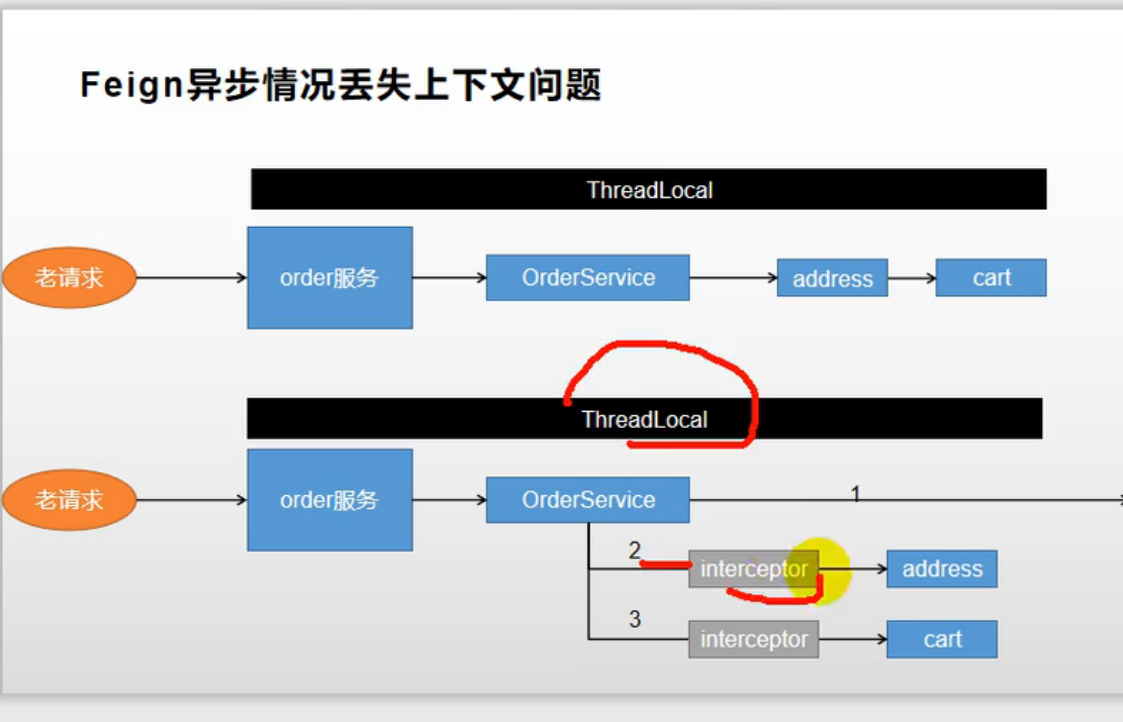 Feign异步情况丢失上下文问题
ThreadLocal
老请求
order服务
OrderService
address
cart
ThreadLocal
老请求
order服务
OrderService
1
2
interceptor
address
3
interceptor
cart